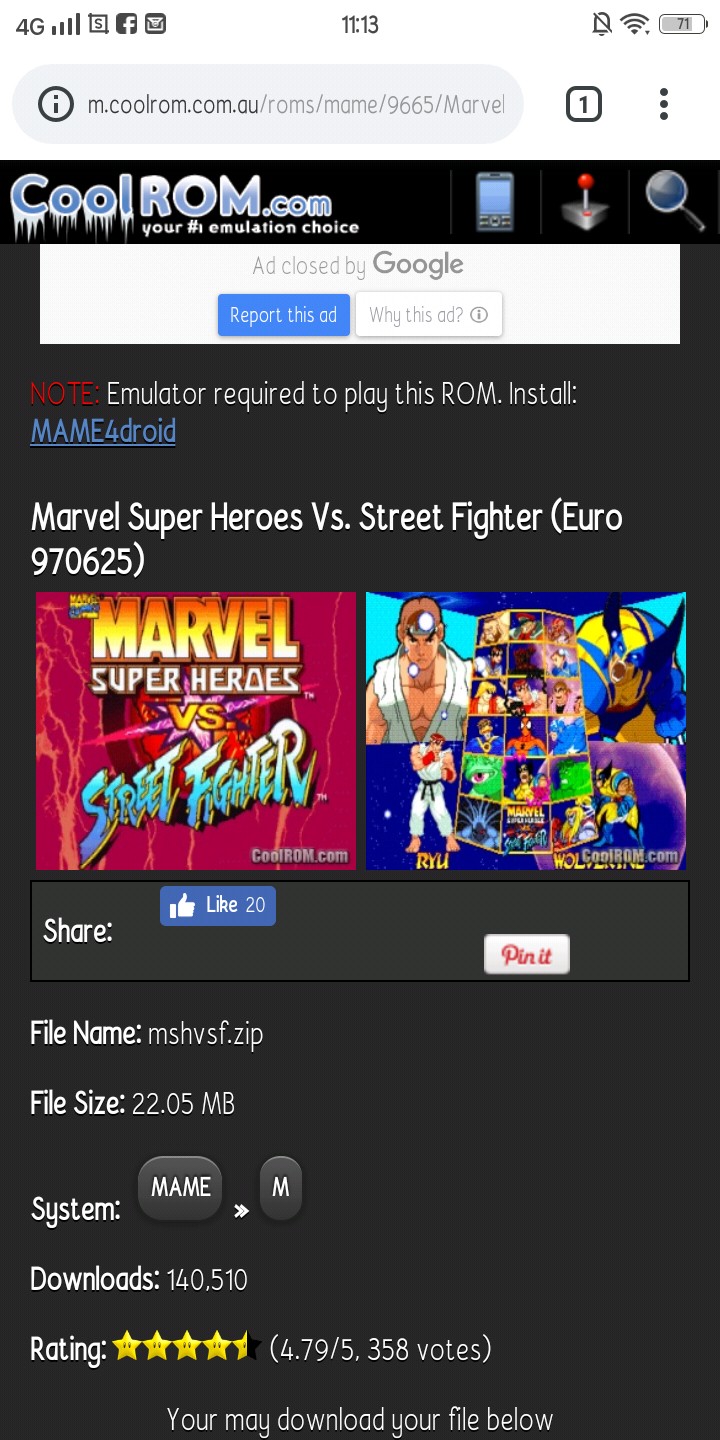 4G 11:13 71
m.coolrom.com.au/roms/mame/9665/Marvel
1
CoolROM.com
your #1 emulation choice
Ad closed by Google
Report this ad Why this ad?
NOTE: Emulator required to play this ROM. Install:
MAME4droid
Marvel Super Heroes Vs. Street Fighter (Euro
970625)
MARVEL
SUPER HEROES
VS.
STREET FIGHTER
TM
CoolROM.com
RYU
WOLVERINE
CoolROM.com
Share:
Like 20
Pin it
File Name: mshvsf.zip
File Size: 22.05 MB
System: MAME » M
Downloads: 140,510
Rating: (4.79/5, 358 votes)
Your may download your file below